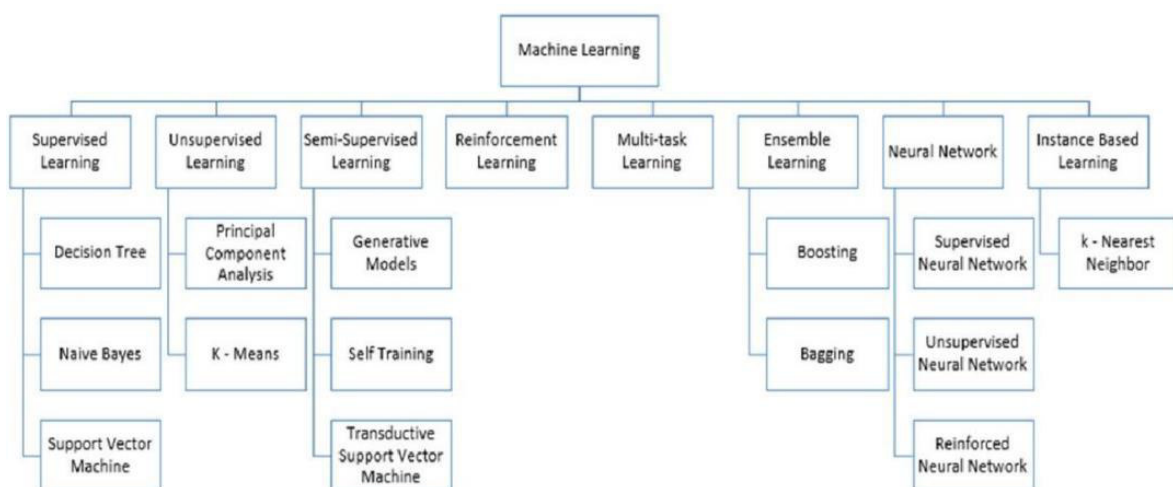 Machine Learning
Supervised
Learning
Unsupervised
Learning
Semi-Supervised
Learning
Reinforcement
Learning
Multi-task
Learning
Ensemble
Learning
Neural Network
Instance Based
Learning
Decision Tree
Principal
Component
Analysis
Generative
Models
Boosting
Supervised
Neural Network
k - Nearest
Neighbor
Naive Bayes
K - Means
Self Training
Bagging
Unsupervised
Neural Network
Support Vector
Machine
Transductive
Support Vector
Machine
Reinforced
Neural Network